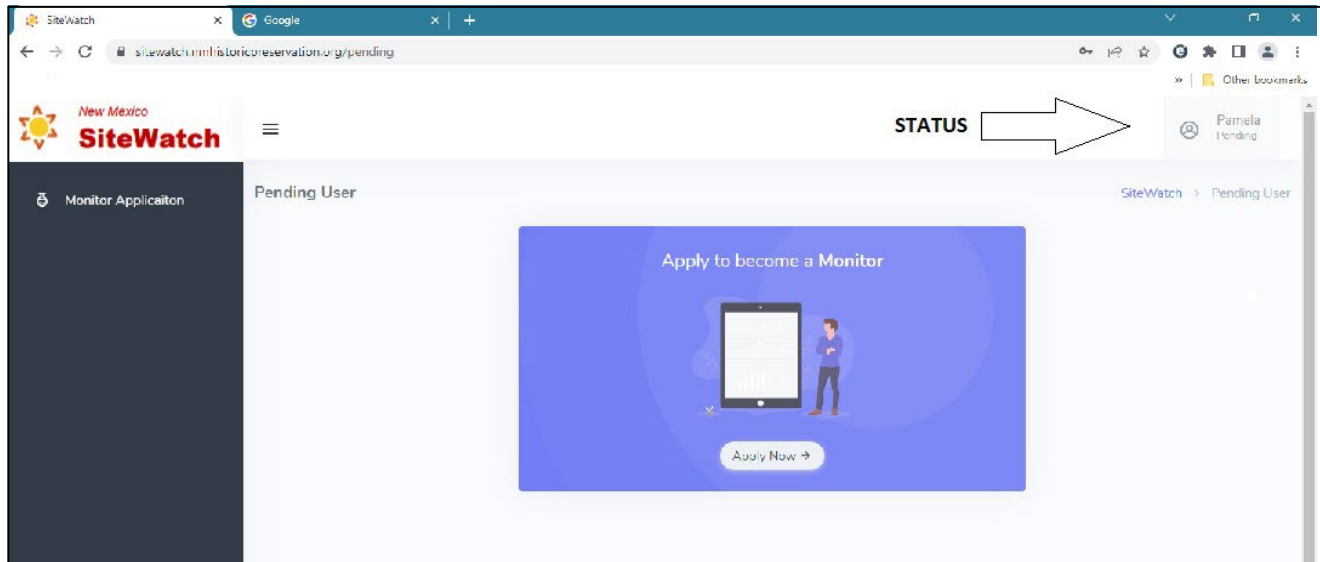 SiteWatch
Google
sitewatch.nmhistoricpreservation.org/pending
Other bookmarks
New Mexico
SiteWatch
STATUS
Pamela
Pending
Monitor Applicaiton
Pending User
SiteWatch > Pending User
Apply to become a Monitor
Apply Now →